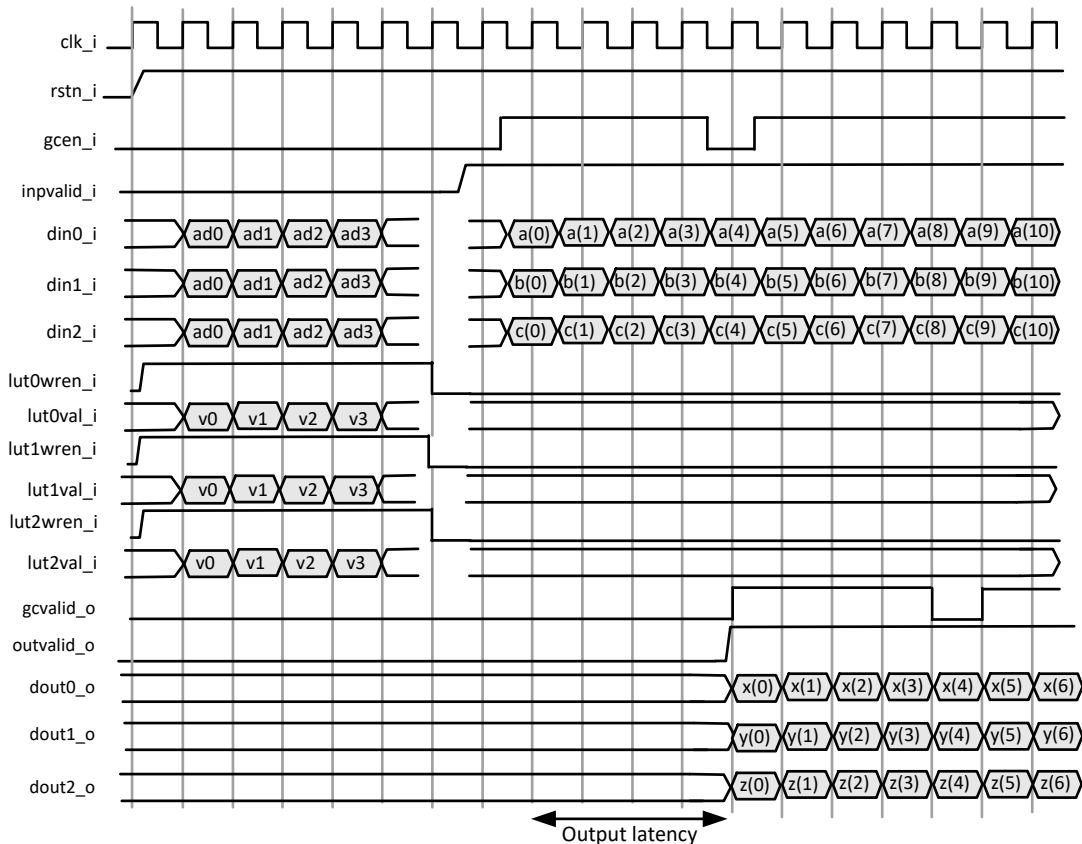 clk_i
rstn_i
gcen_i
inpvalid_i
din0_i ad0 ad1 ad2 ad3 a(0) a(1) a(2) a(3) a(4) a(5) a(6) a(7) a(8) a(9) a(10)
din1_i ad0 ad1 ad2 ad3 b(0) b(1) b(2) b(3) b(4) b(5) b(6) b(7) b(8) b(9) b(10)
din2_i ad0 ad1 ad2 ad3 c(0) c(1) c(2) c(3) c(4) c(5) c(6) c(7) c(8) c(9) c(10)
lut0wren_i
lut0val_i v0 v1 v2 v3
lut1wren_i
lut1val_i v0 v1 v2 v3
lut2wren_i
lut2val_i v0 v1 v2 v3
gcvalid_o
outvalid_o
dout0_o x(0) x(1) x(2) x(3) x(4) x(5) x(6)
dout1_o y(0) y(1) y(2) y(3) y(4) y(5) y(6)
dout2_o z(0) z(1) z(2) z(3) z(4) z(5) z(6)
Output latency